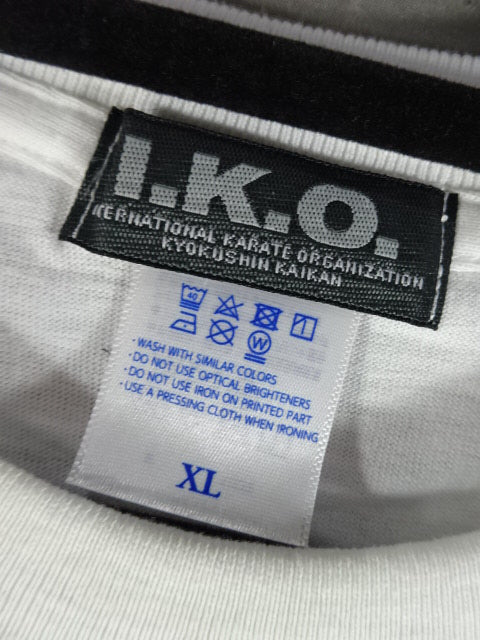 I.K.O.
INTERNATIONAL KARATE ORGANIZATION
KYOKUSHIN KAIKAN
40
W
· WASH WITH SIMILAR COLORS
· DO NOT USE OPTICAL BRIGHTENERS
· DO NOT USE IRON ON PRINTED PART
· USE A PRESSING CLOTH WHEN IRONING
XL